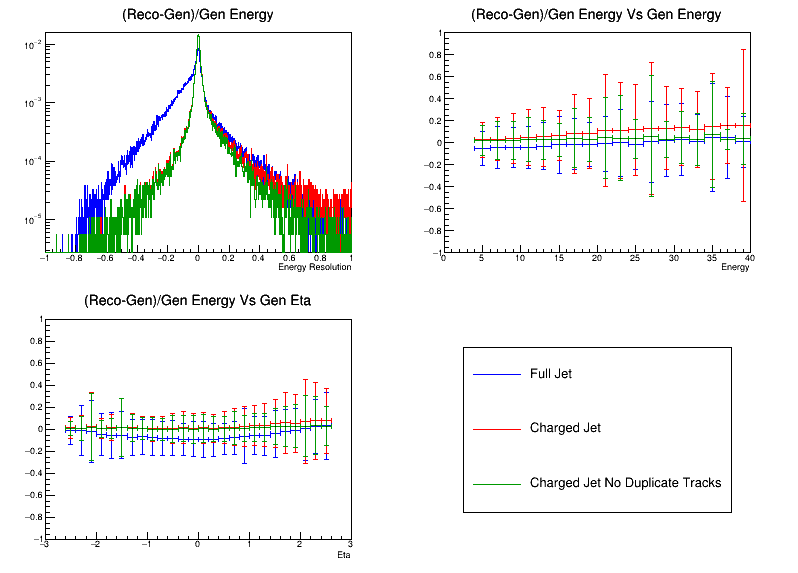 (Reco-Gen)/Gen Energy
10⁻²
10⁻³
10⁻⁴
10⁻⁵
−1 −0.8 −0.6 −0.4 −0.2 0 0.2 0.4 0.6 0.8 1
Energy Resolution
(Reco-Gen)/Gen Energy Vs Gen Energy
1
0.8
0.6
0.4
0.2
0
−0.2
−0.4
−0.6
−0.8
−1
0 5 10 15 20 25 30 35 40
Energy
(Reco-Gen)/Gen Energy Vs Gen Eta
1
0.8
0.6
0.4
0.2
0
−0.2
−0.4
−0.6
−0.8
−1
−3 −2 −1 0 1 2 3
Eta
Full Jet
Charged Jet
Charged Jet No Duplicate Tracks